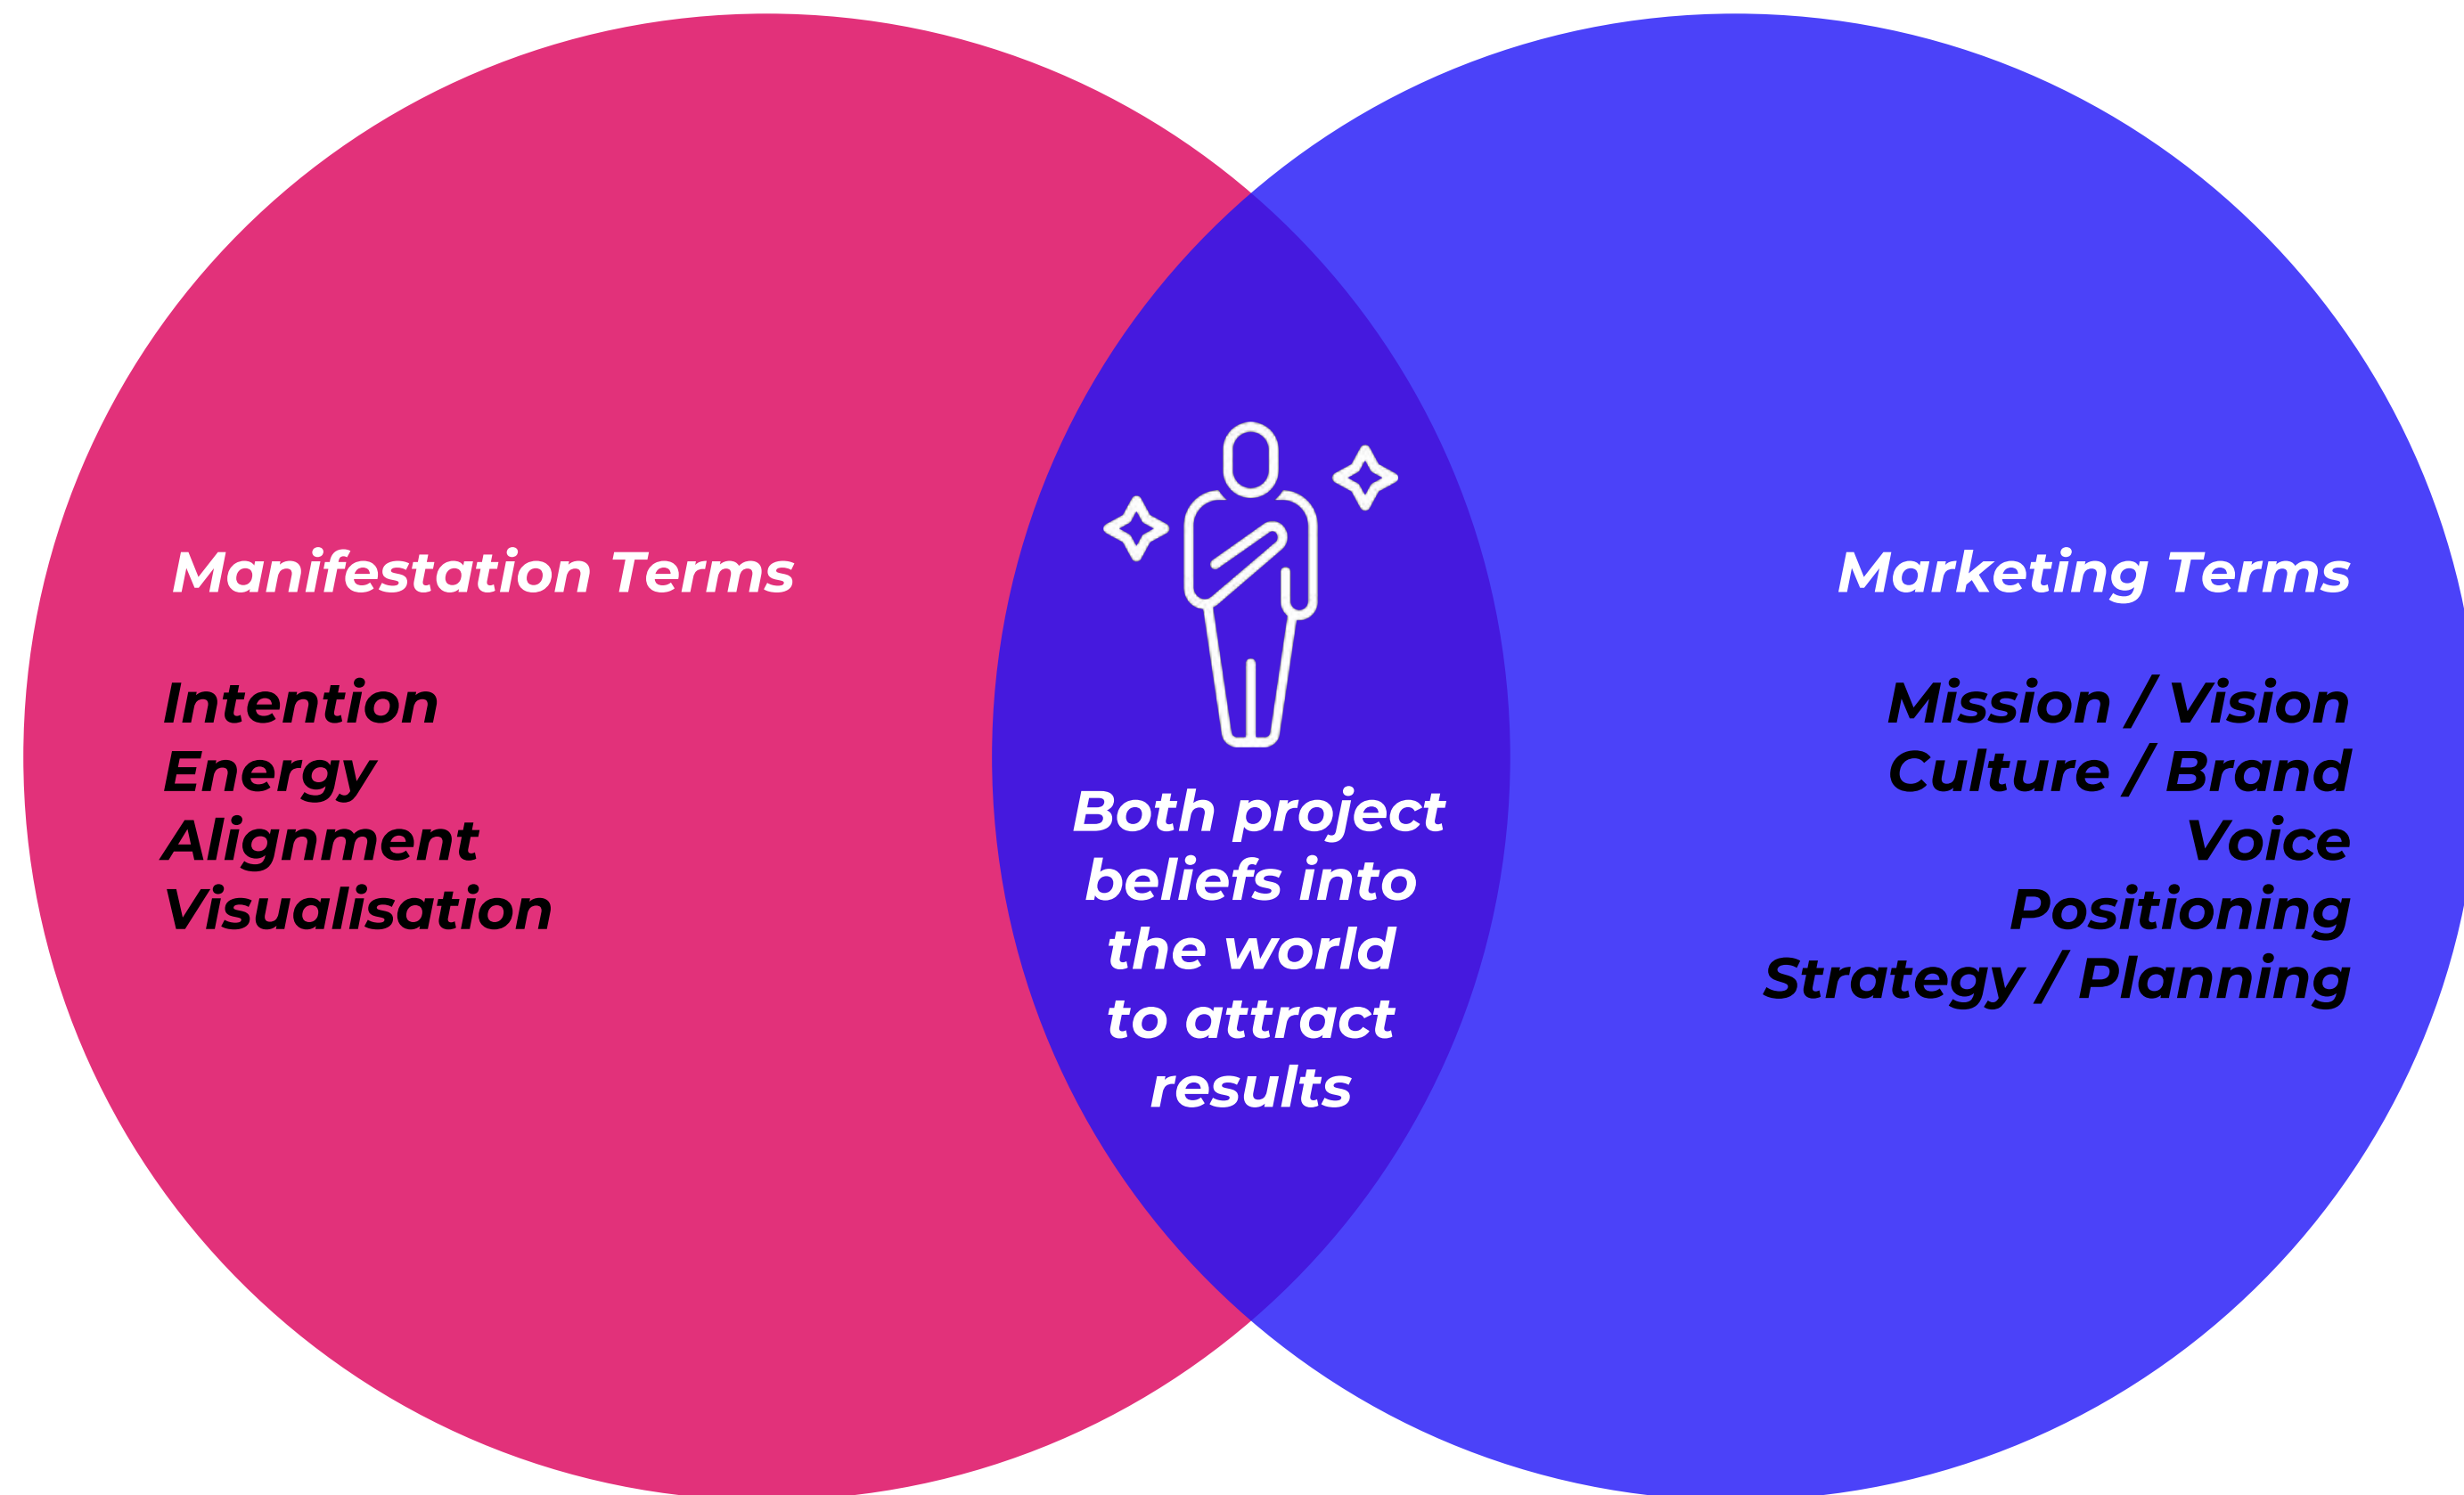 Manifestation Terms
Intention
Energy
Alignment
Visualisation
Both project
beliefs into
the world
to attract
results
Marketing Terms
Mission / Vision
Culture / Brand
Voice
Positioning
Strategy / Planning